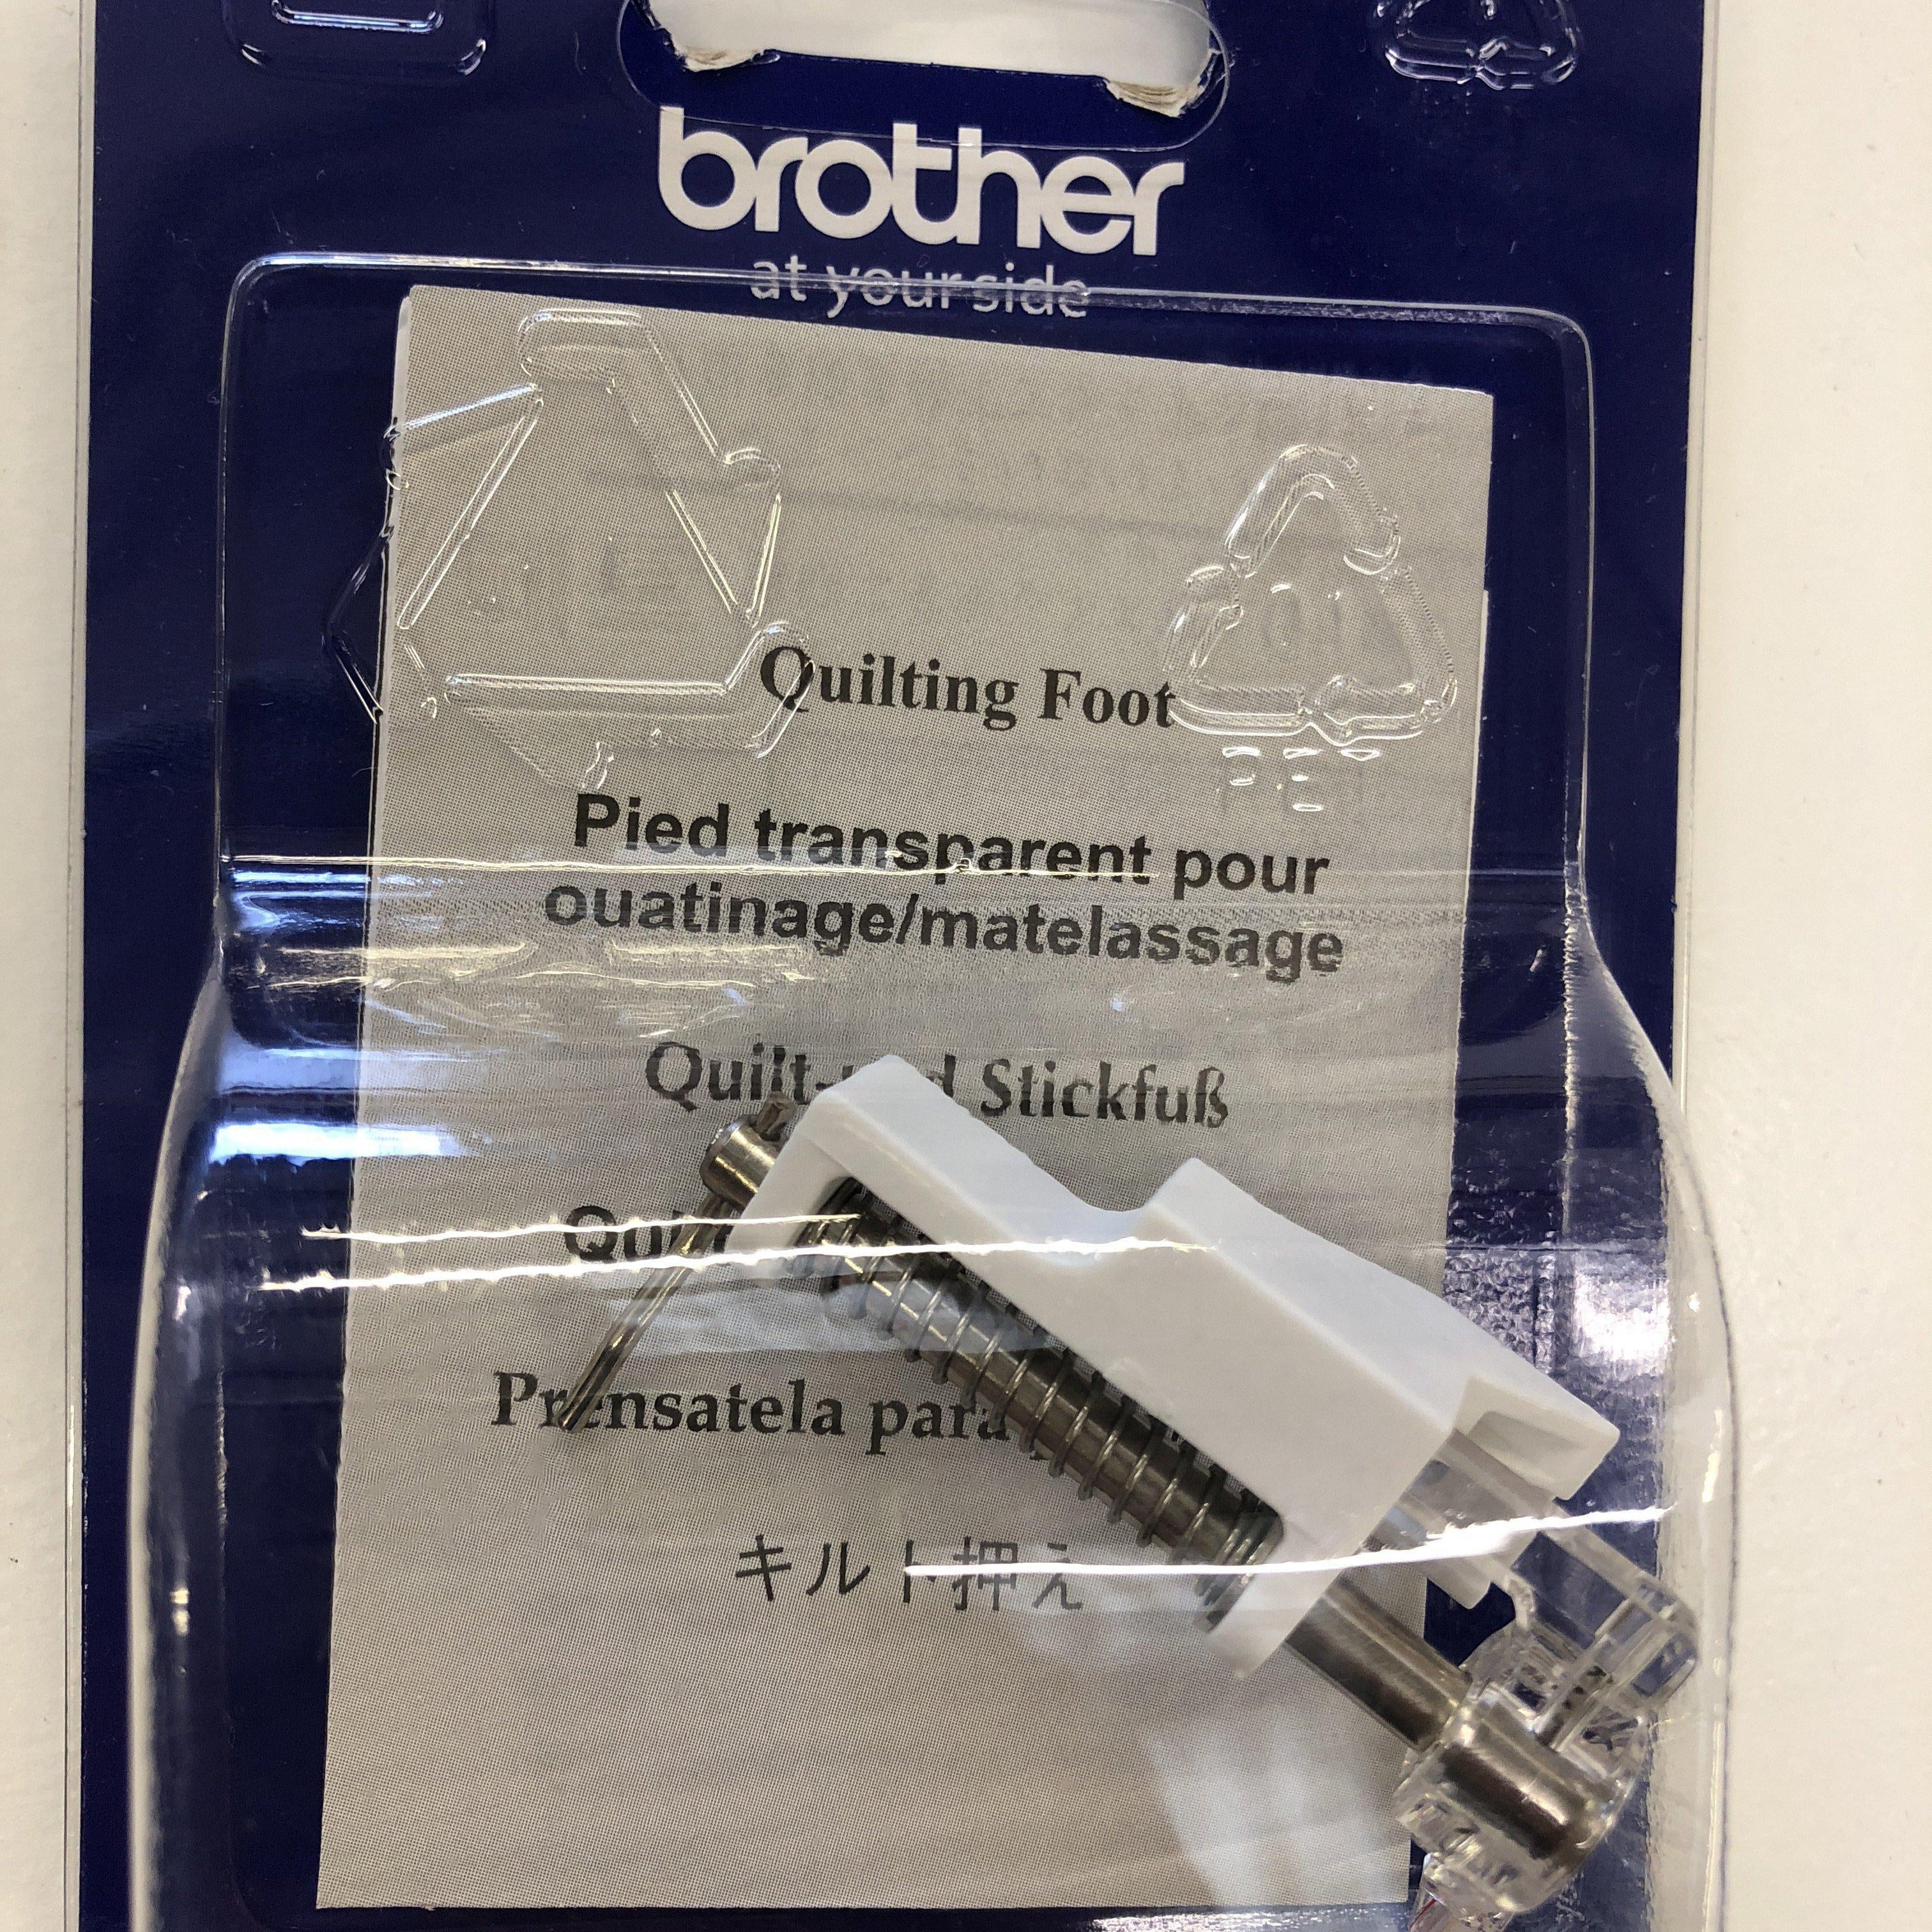 brother
at your side
Quilting Foot
Pied transparent pour
ouatinage/matelassage
Quilt- Stickfuß
Prensatela para
キルト押え